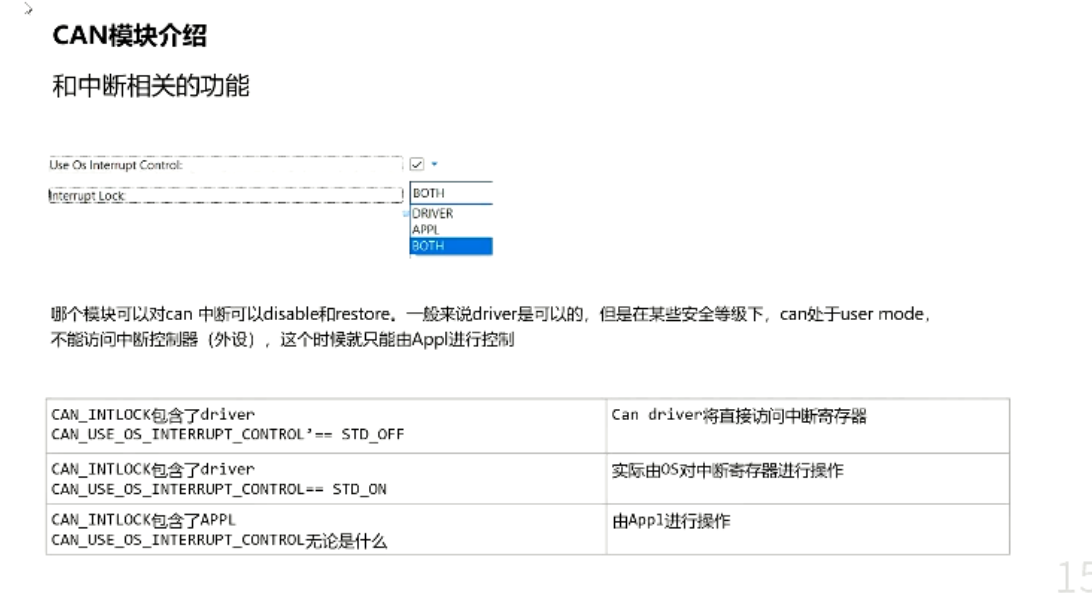 CAN模块介绍
和中断相关的功能
Use Os Interrupt Control:
Interrupt Lock:
BOTH
DRIVER
APPL
BOTH
哪个模块可以对can 中断可以disable和restore。一般来说driver是可以的，但是在某些安全等级下，can处于user mode，
不能访问中断控制器（外设），这个时候就只能由Appl进行控制
CAN_INTLOCK包含了driver
CAN_USE_OS_INTERRUPT_CONTROL’== STD_OFF
Can driver将直接访问中断寄存器
CAN_INTLOCK包含了driver
CAN_USE_OS_INTERRUPT_CONTROL== STD_ON
实际由OS对中断寄存器进行操作
CAN_INTLOCK包含了APPL
CAN_USE_OS_INTERRUPT_CONTROL无论是什么
由Appl进行操作
15